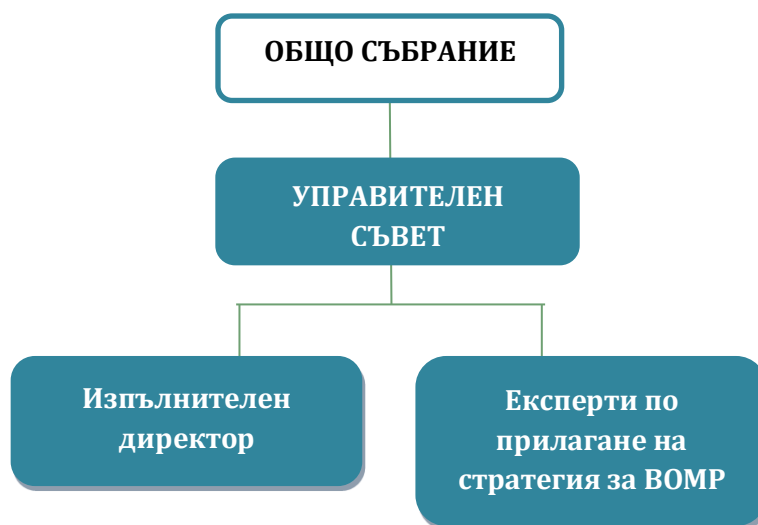 ОБЩО СЪБРАНИЕ
УПРАВИТЕЛЕН
СЪВЕТ
Изпълнителен
директор
Експерти по
прилагане на
стратегия за ВОМР